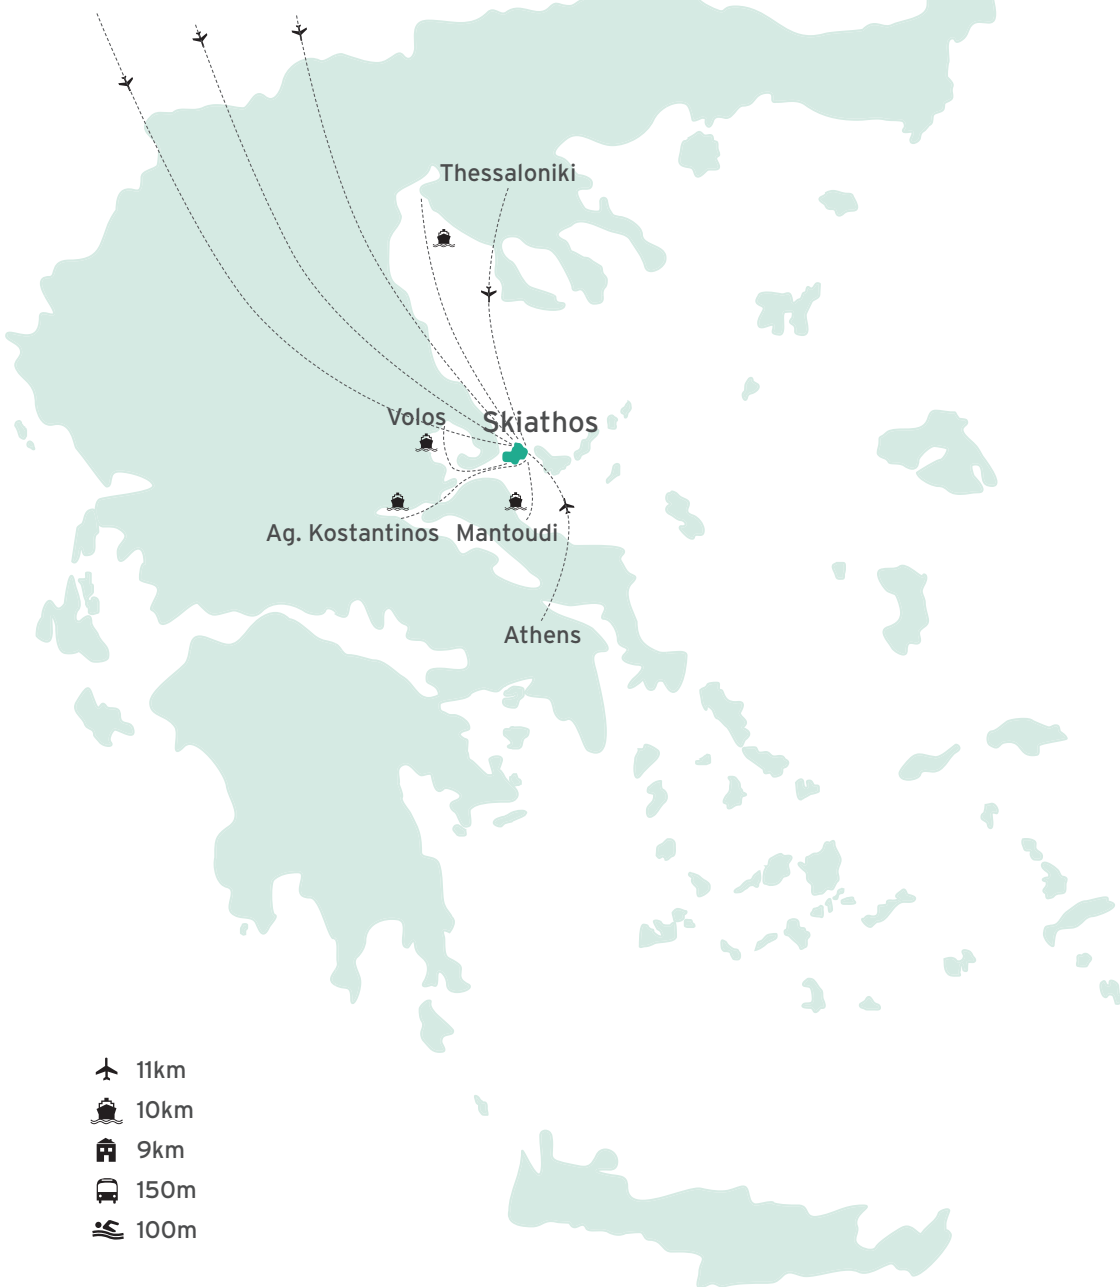 Thessaloniki
Volos
Skiathos
Ag. Kostantinos
Mantoudi
Athens
11km
10km
9km
150m
100m